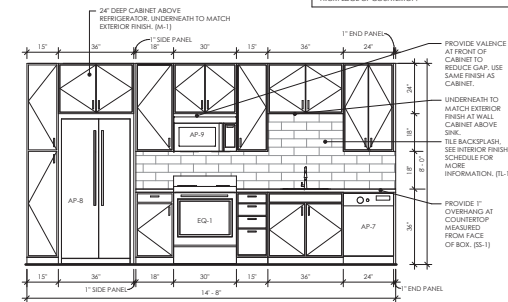 24" DEEP CABINET ABOVE
REFRIGERATOR. UNDERNEATH TO MATCH
EXTERIOR FINISH. (M-1)
1" SIDE PANEL
1" END PANEL
15" 36" 18" 30" 15" 36" 24"
PROVIDE VALENCE
AT FRONT OF
CABINET TO
REDUCE GAP. USE
SAME FINISH AS
CABINET.
UNDERNEATH TO
MATCH EXTERIOR
FINISH AT WALL
CABINET ABOVE
SINK.
TILE BACKSPLASH,
SEE INTERIOR FINISH
SCHEDULE FOR
MORE
INFORMATION. (TL-1
PROVIDE 1"
OVERHANG AT
COUNTERTOP
MEASURED
FROM FACE
OF BOX. (SS-1)
24"
18"
18"
8' - 0"
36"
AP-9
AP-8
EQ-1
AP-7
15" 36" 18" 30" 15" 36" 24"
1" SIDE PANEL
1" END PANEL
14' - 8"